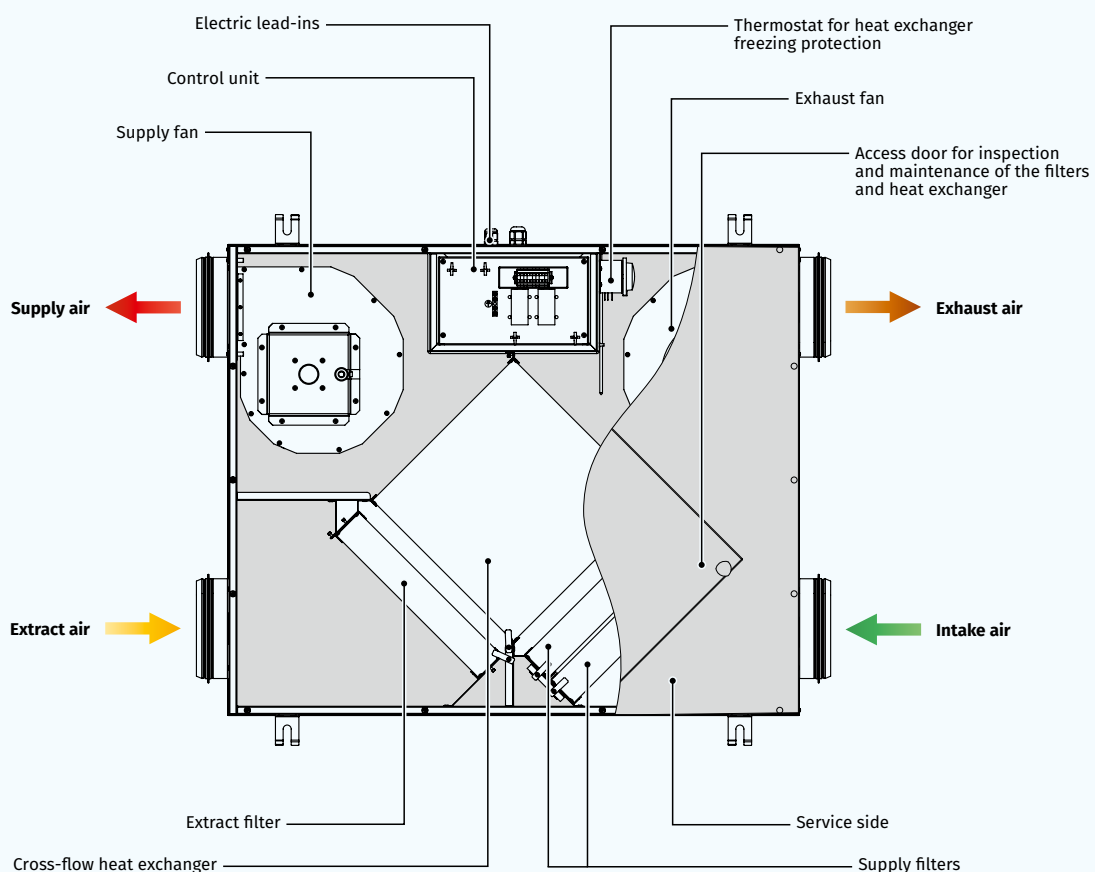 Electric lead-ins
Thermostat for heat exchanger
freezing protection
Control unit
Exhaust fan
Supply fan
Access door for inspection
and maintenance of the filters
and heat exchanger
Supply air
Exhaust air
Extract air
Intake air
Extract filter
Service side
Cross-flow heat exchanger
Supply filters